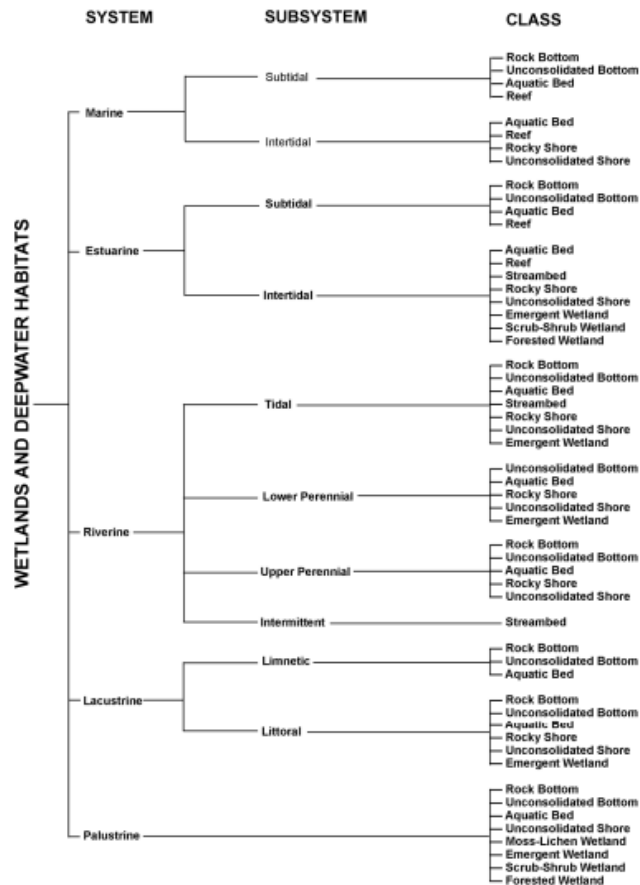 SYSTEM SUBSYSTEM CLASS
WETLANDS AND DEEPWATER HABITATS
Marine
Subtidal
Rock Bottom
Unconsolidated Bottom
Aquatic Bed
Reef
Intertidal
Aquatic Bed
Reef
Rocky Shore
Unconsolidated Shore
Estuarine
Subtidal
Rock Bottom
Unconsolidated Bottom
Aquatic Bed
Reef
Intertidal
Aquatic Bed
Reef
Streambed
Rocky Shore
Unconsolidated Shore
Emergent Wetland
Scrub-Shrub Wetland
Forested Wetland
Riverine
Tidal
Rock Bottom
Unconsolidated Bottom
Aquatic Bed
Streambed
Rocky Shore
Unconsolidated Shore
Emergent Wetland
Lower Perennial
Unconsolidated Bottom
Aquatic Bed
Rocky Shore
Unconsolidated Shore
Emergent Wetland
Upper Perennial
Rock Bottom
Unconsolidated Bottom
Aquatic Bed
Rocky Shore
Unconsolidated Shore
Intermittent
Streambed
Lacustrine
Limnetic
Rock Bottom
Unconsolidated Bottom
Aquatic Bed
Littoral
Rock Bottom
Unconsolidated Bottom
Aquatic Bed
Rocky Shore
Unconsolidated Shore
Emergent Wetland
Palustrine
Rock Bottom
Unconsolidated Bottom
Aquatic Bed
Unconsolidated Shore
Moss-Lichen Wetland
Emergent Wetland
Scrub-Shrub Wetland
Forested Wetland